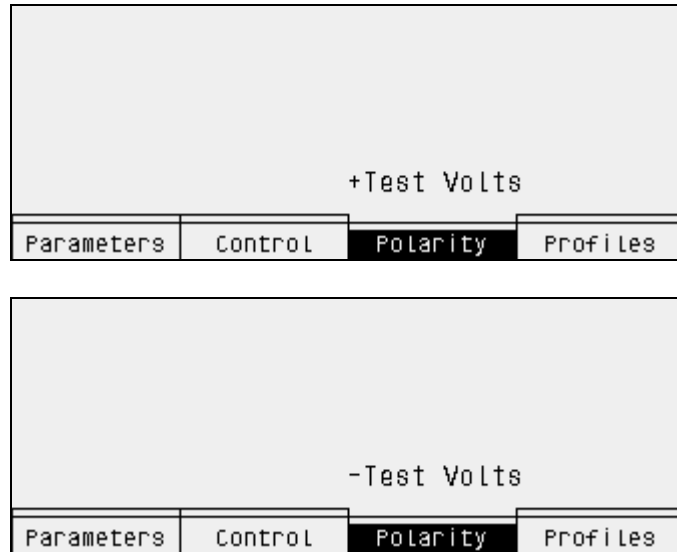 +Test Volts
Parameters Control Polarity Profiles
-Test Volts
Parameters Control Polarity Profiles